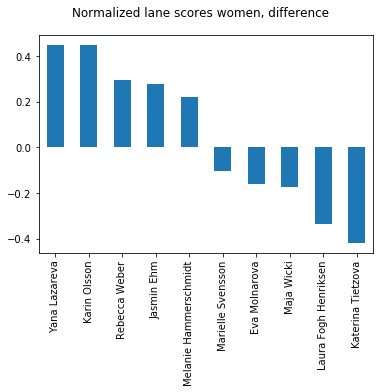 Normalized lane scores women, difference
0.4
0.2
0.0
−0.2
−0.4
Yana Lazareva
Karin Olsson
Rebecca Weber
Jasmin Ehm
Melanie Hammerschmidt
Marielle Svensson
Eva Molnarova
Maja Wicki
Laura Fogh Henriksen
Katerina Tietzova